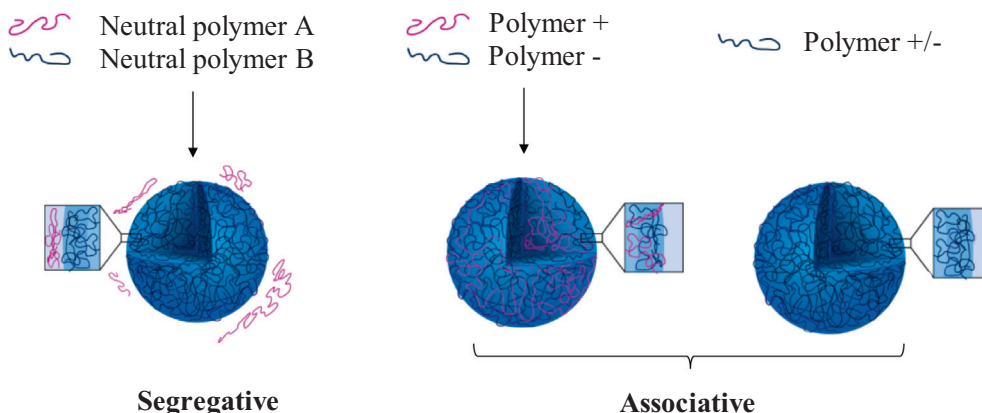 Neutral polymer A
Neutral polymer B
Polymer +
Polymer -
Polymer +/-
Segregative
Associative